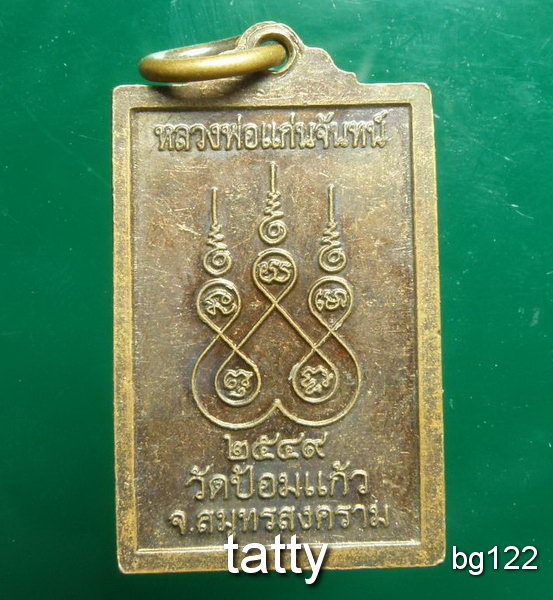 หลวงพ่อแก่นจันทน์
๒๕๔๙
วัดป้อมแก้ว
จ.สมุทรสงคราม
tatty
bg122